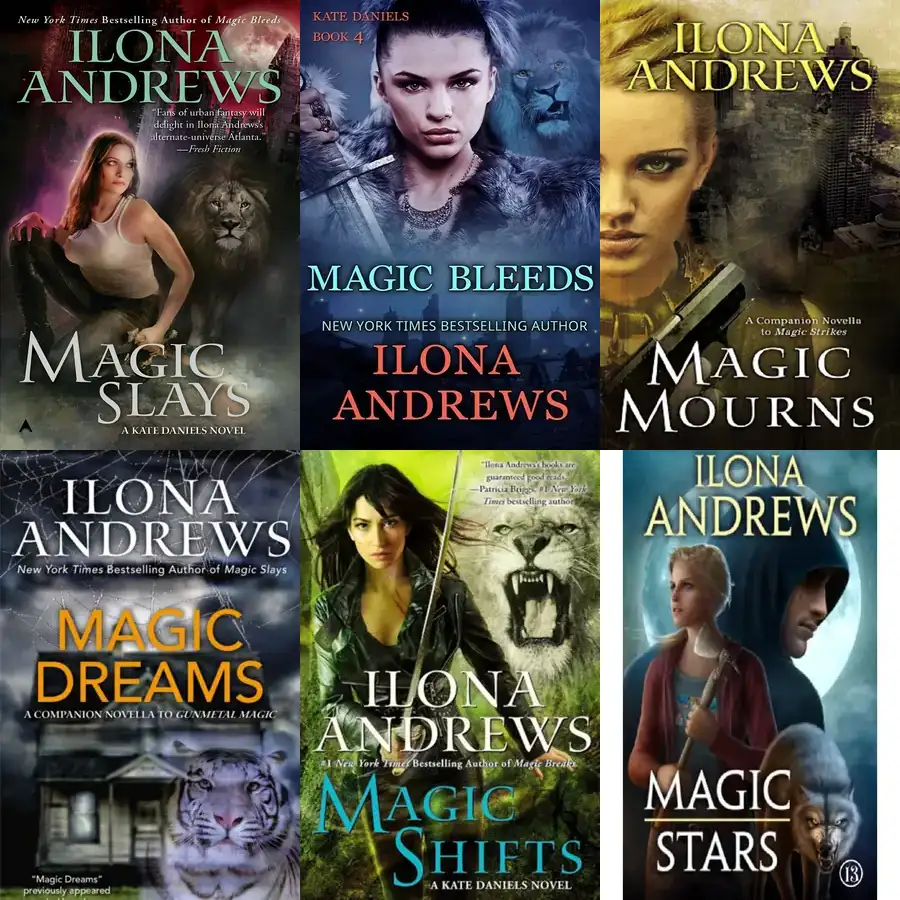 New York Times Bestselling Author of Magic Bleeds
ILONA
ANDREWS
"Fans of urban fantasy will
delight in Ilona Andrews's
alternate-universe Atlanta."
—Fresh Fiction
MAGIC
SLAYS
A KATE DANIELS NOVEL
KATE DANIELS
BOOK 4
MAGIC BLEEDS
NEW YORK TIMES BESTSELLING AUTHOR
ILONA
ANDREWS
ILONA
ANDREWS
A Companion Novella
to Magic Strikes
MAGIC
MOURNS
ILONA
ANDREWS
New York Times Bestselling Author of Magic Slays
MAGIC
DREAMS
A COMPANION NOVELLA TO GUNMETAL MAGIC
"Magic Dreams"
previously appeared
"Ilona Andrews's books are
guaranteed good reads."
—Patricia Briggs, #1 New York
Times bestselling author
ILONA
ANDREWS
#1 New York Times Bestselling Author of Magic Breaks
MAGIC
SHIFTS
A KATE DANIELS NOVEL
ILONA
ANDREWS
MAGIC
STARS
13